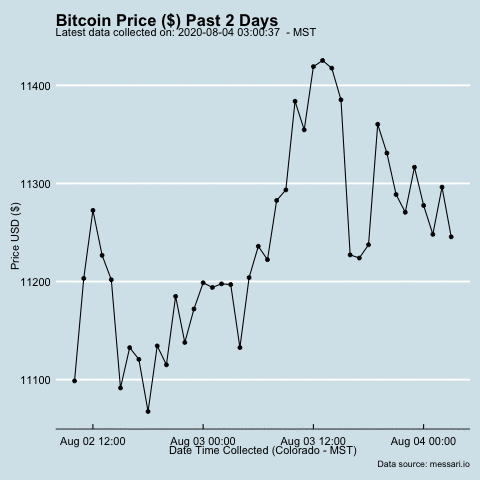 Bitcoin Price ($) Past 2 Days
Latest data collected on: 2020-08-04 03:00:37  - MST
11400
11300
11200
11100
Price USD ($)
Aug 02 12:00 Aug 03 00:00 Aug 03 12:00 Aug 04 00:00
Date Time Collected (Colorado - MST)
Data source: messari.io